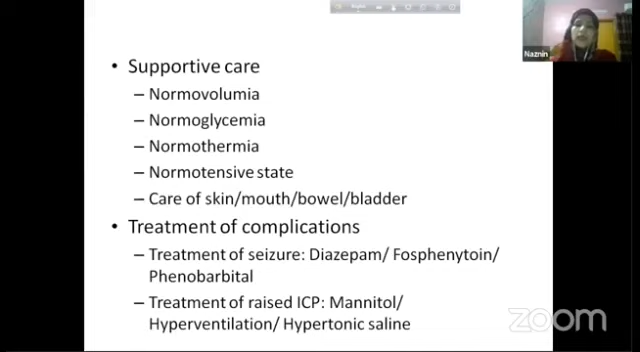 • Supportive care
– Normovolumia
– Normoglycemia
– Normothermia
– Normotensive state
– Care of skin/mouth/bowel/bladder
• Treatment of complications
– Treatment of seizure: Diazepam/ Fosphenytoin/
Phenobarbital
– Treatment of raised ICP: Mannitol/
Hyperventilation/ Hypertonic saline
Naznin
zoom